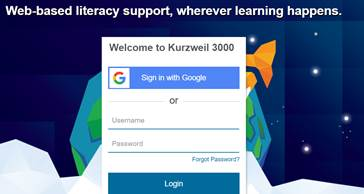 Web-based literacy support, wherever learning happens.
Welcome to Kurzweil 3000
G Sign in with Google
or
Username
Password
Forgot Password?
Login